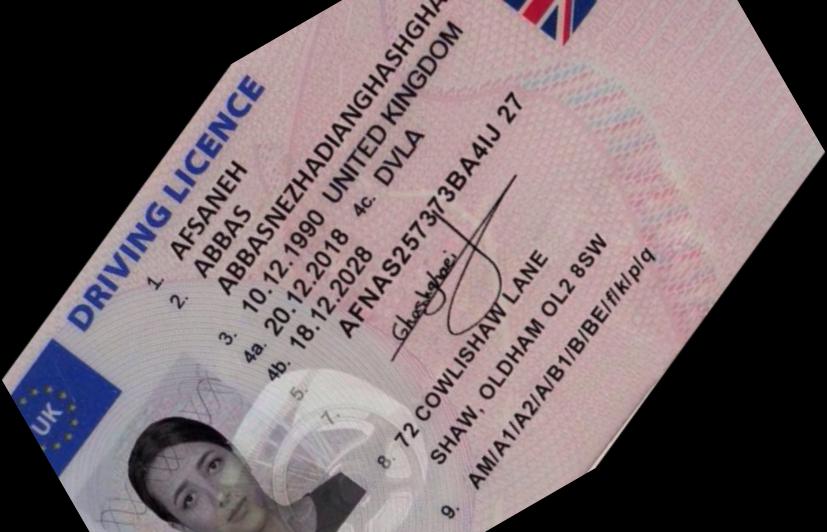 DRIVING LICENCE
UK
1. AFSANEH
2. ABBAS
ABBASNEZHADIANGHASHGHA
3. 10.12.1990 UNITED KINGDOM
4a. 20.12.2018 4c. DVLA
4b. 18.12.2028
5. AFNAS257373BA4IJ 27
7. Ghashghaei
8. 72 COWLISHAW LANE
SHAW, OLDHAM OL2 8SW
9. AM/A1/A2/A/B1/B/BE/f/k/p/q